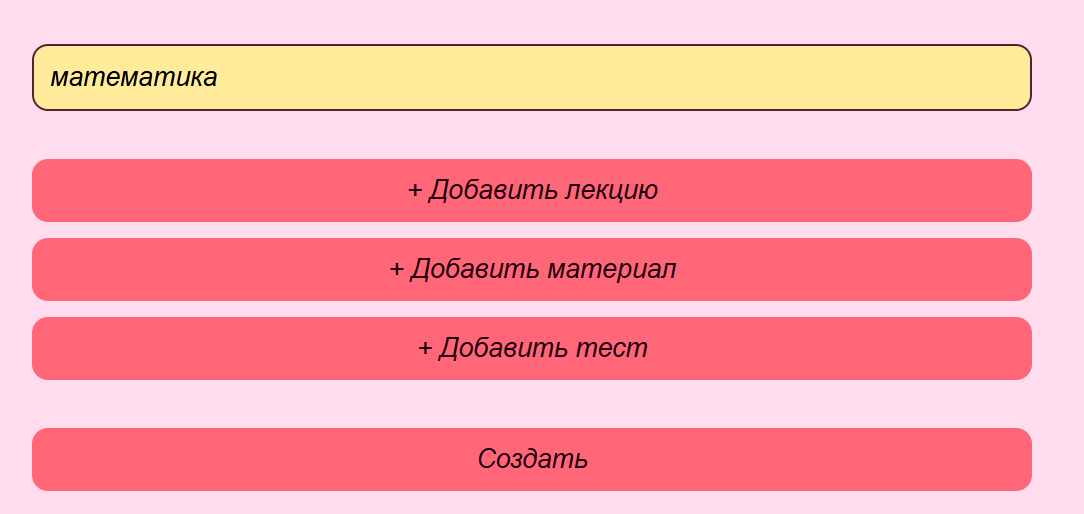 математика
+ Добавить лекцию
+ Добавить материал
+ Добавить тест
Создать